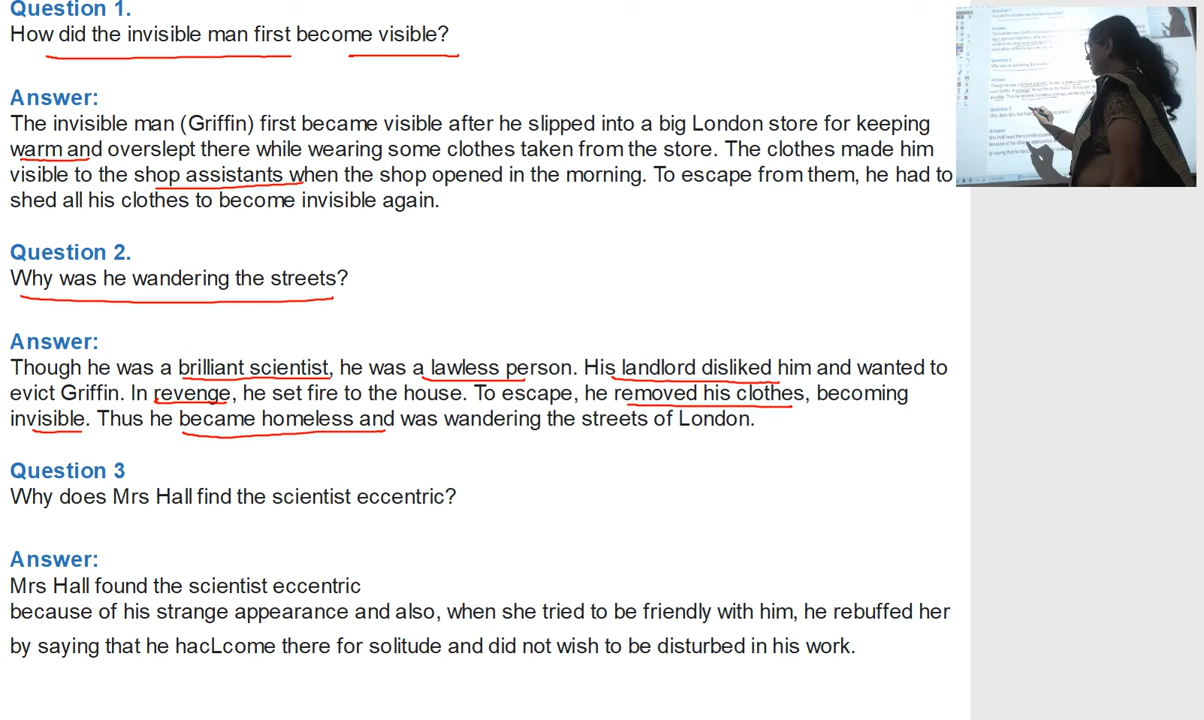 Question 1.
How did the invisible man first become visible?
Answer:
The invisible man (Griffin) first became visible after he slipped into a big London store for keeping
warm and overslept there while wearing some clothes taken from the store. The clothes made him
visible to the shop assistants when the shop opened in the morning. To escape from them, he had to
shed all his clothes to become invisible again.
Question 2.
Why was he wandering the streets?
Answer:
Though he was a brilliant scientist, he was a lawless person. His landlord disliked him and wanted to
evict Griffin. In revenge, he set fire to the house. To escape, he removed his clothes, becoming
invisible. Thus he became homeless and was wandering the streets of London.
Question 3
Why does Mrs Hall find the scientist eccentric?
Answer:
Mrs Hall found the scientist eccentric
because of his strange appearance and also, when she tried to be friendly with him, he rebuffed her
by saying that he hacLcome there for solitude and did not wish to be disturbed in his work.